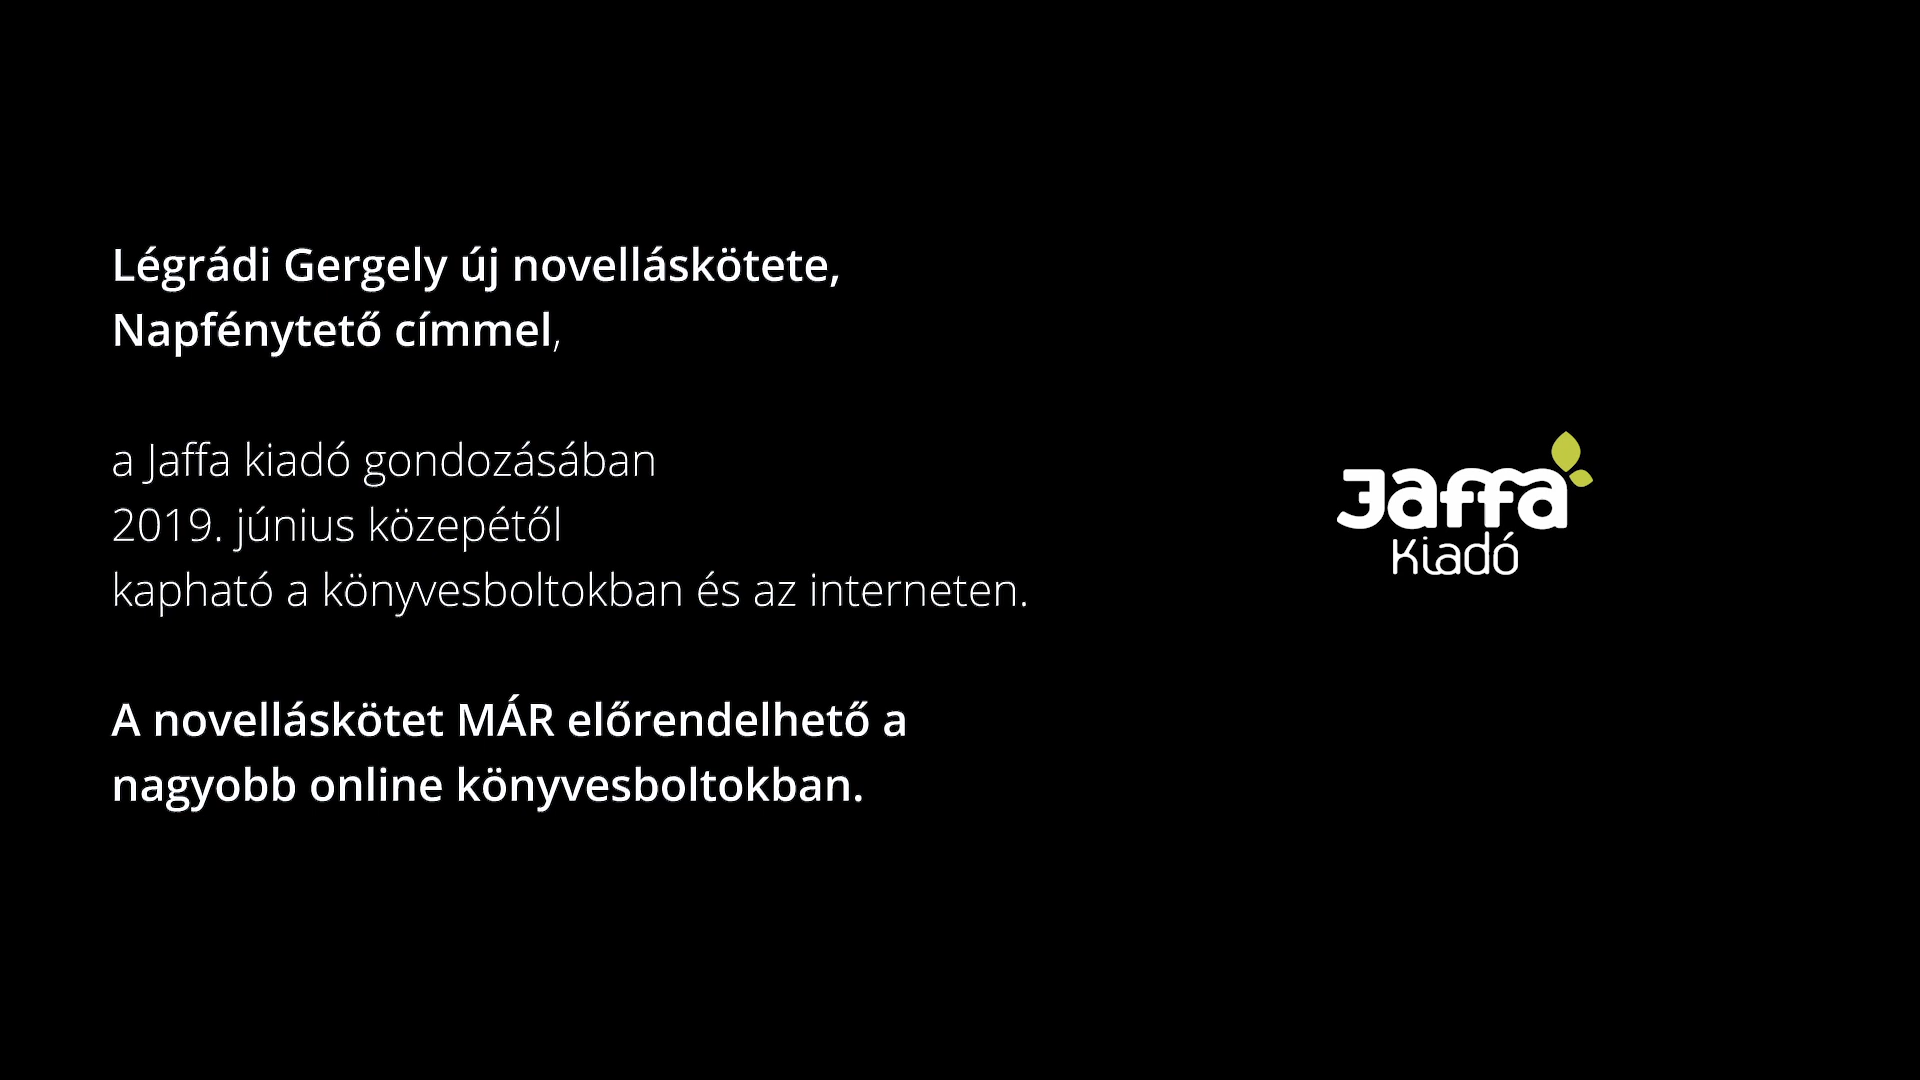 Légrádi Gergely új novelláskötete,
Napfénytető címmel,
a Jaffa kiadó gondozásában
2019. június közepétől
kapható a könyvesboltokban és az interneten.
A novelláskötet MÁR előrendelhető a
nagyobb online könyvesboltokban.
Jaffa
Kiadó